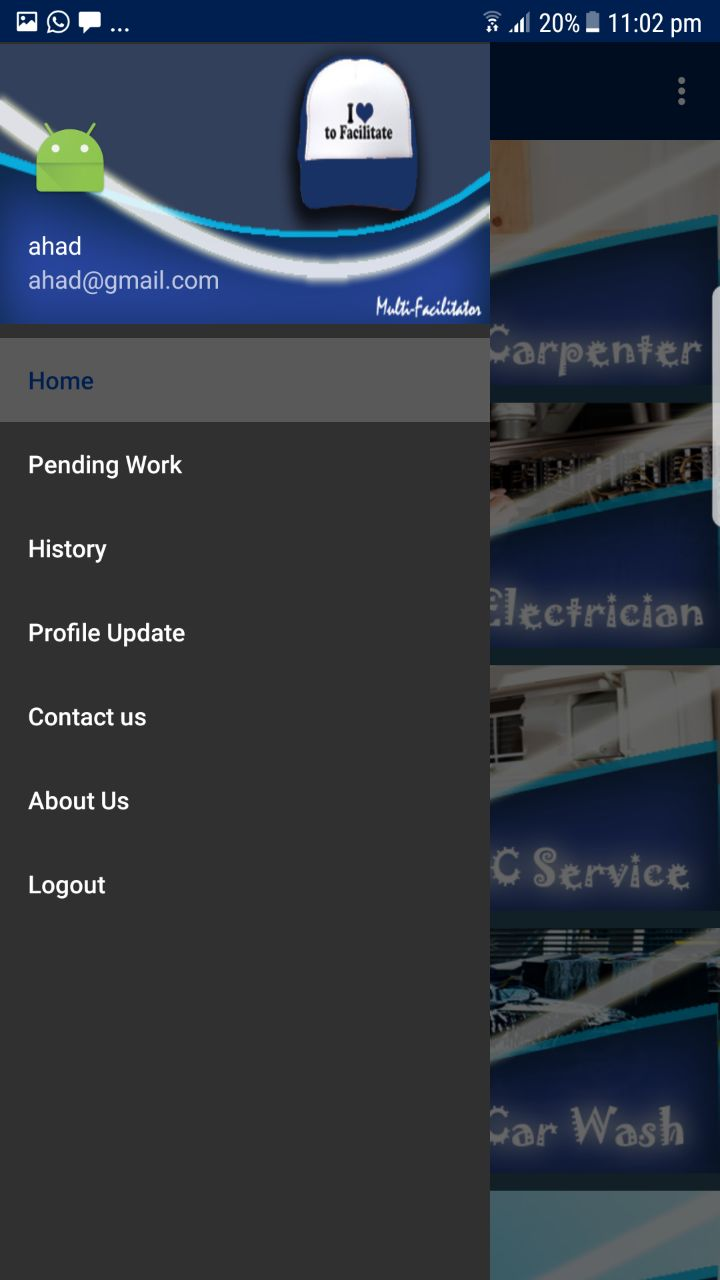 ... 20% 11:02 pm
I
to Facilitate
ahad
ahad@gmail.com
Multi-Facilitator
Home
Pending Work
History
Profile Update
Contact us
About Us
Logout
Carpenter
Electrician
C Service
Car Wash